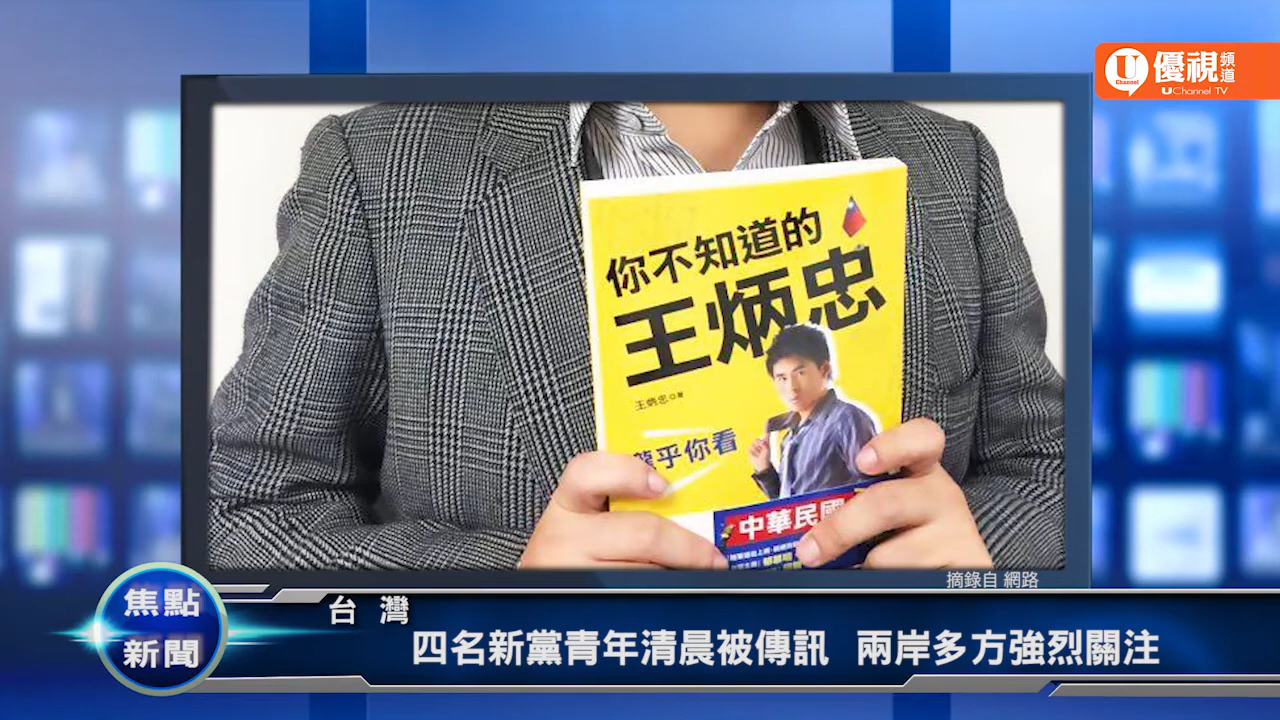 U 優視 頻道
Channel
UChannel TV
你不知道的
王炳忠
王炳忠◎著
乎你看
中華民國
摘錄自 網路
焦點
新聞
台 灣
四名新黨青年清晨被傳訊 兩岸多方強烈關注